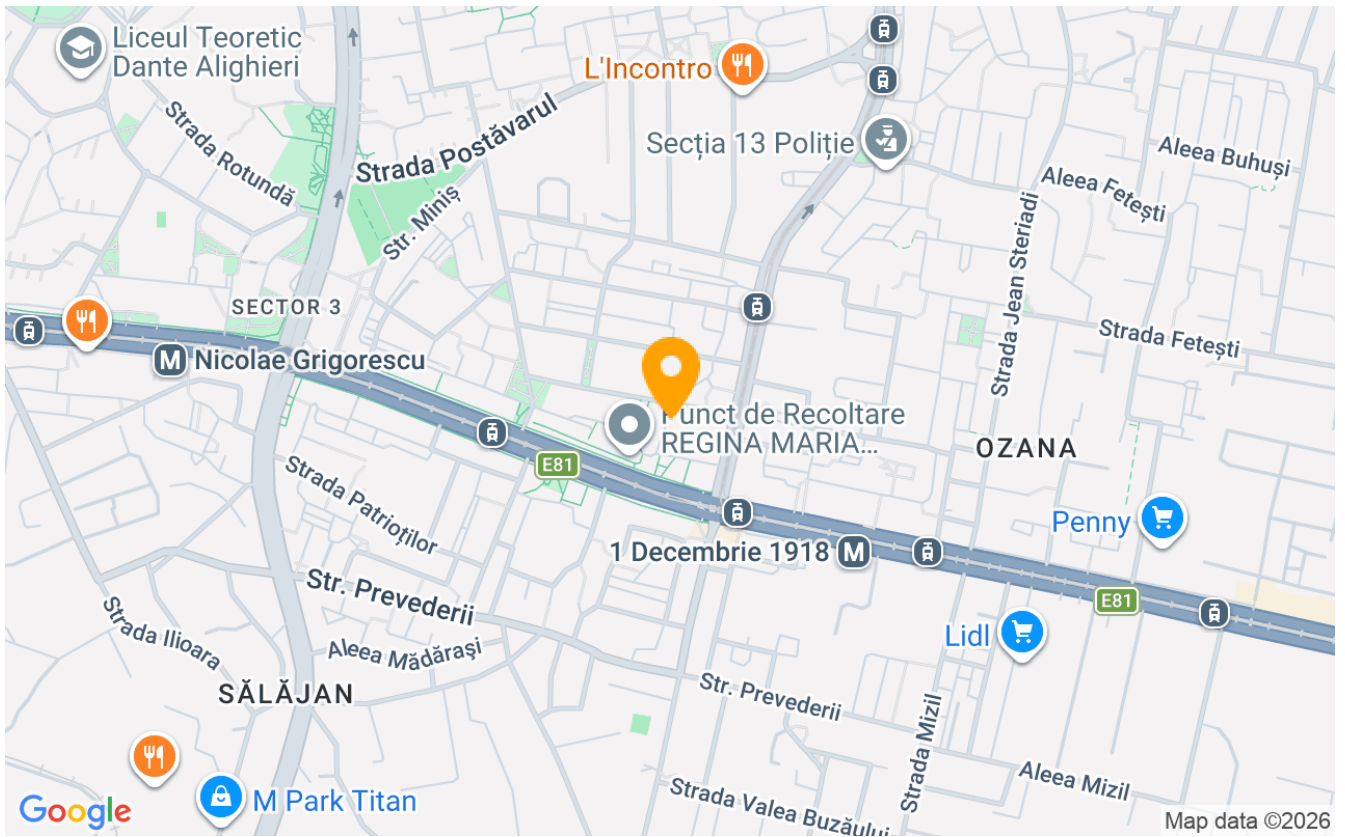 Liceul Teoretic
Dante Alighieri
L'Incontro
Strada Postăvarul
Strada Rotundă
Secția 13 Poliție
Aleea Buhuși
Aleea Fetești
Str. Miniș
Strada Jean Steriadi
SECTOR 3
Strada Fetești
M Nicolae Grigorescu
Punct de Recoltare
REGINA MARIA...
OZANA
E81
Strada Patrioților
Penny
1 Decembrie 1918 M
Str. Prevederii
E81
Strada Ilioara
Lidl
Aleea Mădărași
SĂLĂJAN
Str. Prevederii
Strada Mizil
Aleea Mizil
Strada Valea Buzăului
M Park Titan
Google
Map data ©2026